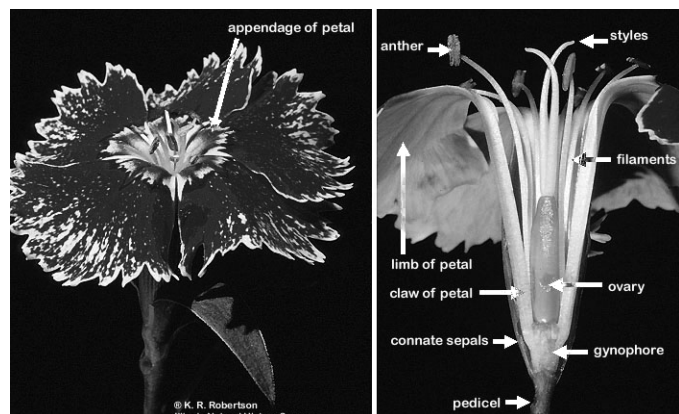 appendage of petal
® K. R. Robertson
anther
styles
filaments
limb of petal
claw of petal
ovary
connate sepals
gynophore
pedicel